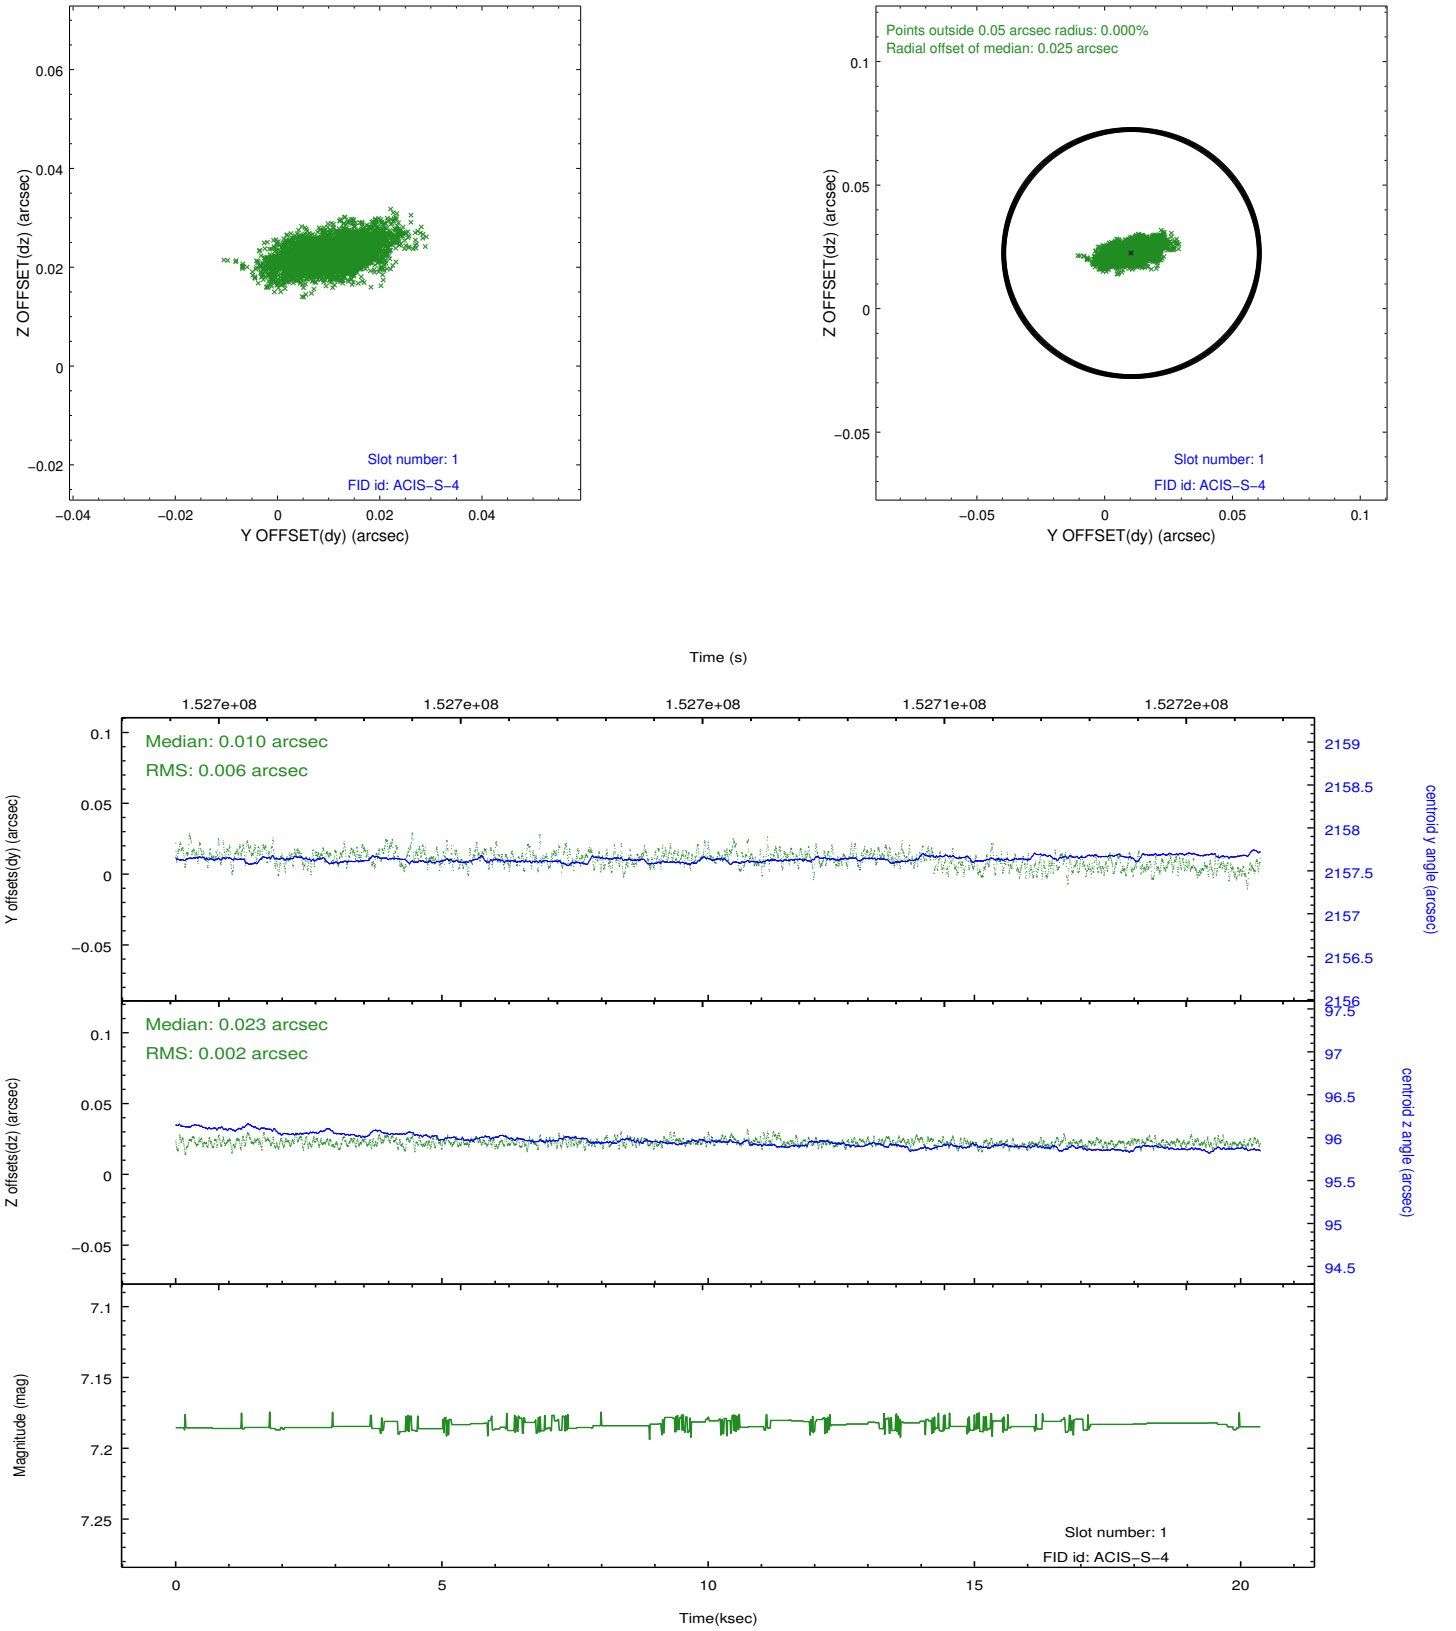 0.06
0.04
0.02
0
−0.02
Z OFFSET(dz) (arcsec)
Slot number: 1
FID id: ACIS−S−4
−0.04
−0.02
0
0.02
0.04
Y OFFSET(dy) (arcsec)
Points outside 0.05 arcsec radius: 0.000%
Radial offset of median: 0.025 arcsec
0.1
0.05
0
−0.05
Z OFFSET(dz) (arcsec)
Slot number: 1
FID id: ACIS−S−4
−0.05
0
0.05
0.1
Y OFFSET(dy) (arcsec)
Time (s)
1.527e+08
1.527e+08
1.527e+08
1.5271e+08
1.5272e+08
Median: 0.010 arcsec
RMS: 0.006 arcsec
0.1
0.05
0
−0.05
Y offsets(dy) (arcsec)
2159
2158.5
2158
2157.5
2157
2156.5
2156
centroid y angle (arcsec)
Median: 0.023 arcsec
RMS: 0.002 arcsec
0.1
0.05
0
−0.05
Z offsets(dz) (arcsec)
97.5
97
96.5
96
95.5
95
94.5
centroid z angle (arcsec)
7.1
7.15
7.2
7.25
Magnitude (mag)
Slot number: 1
FID id: ACIS−S−4
0
5
10
15
20
Time(ksec)